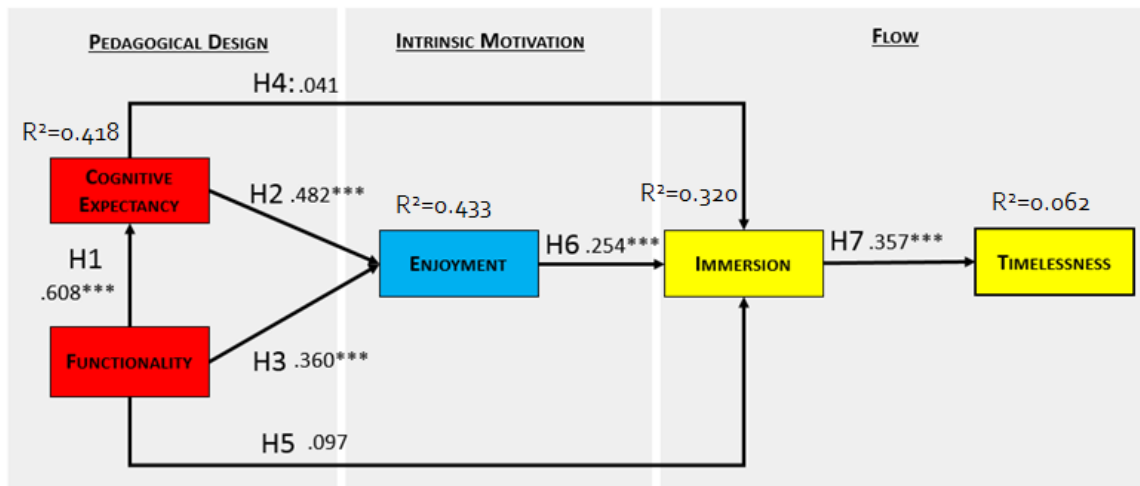 PEDAGOGICAL DESIGN
INTRINSIC MOTIVATION
FLOW
H4: .041
R²=0.418
COGNITIVE
EXPECTANCY
H2 .482***
R²=0.433
R²=0.320
R²=0.062
H1
.608***
ENJOYMENT
H6 .254***
IMMERSION
H7 .357***
TIMELESSNESS
FUNCTIONALITY
H3 .360***
H5 .097